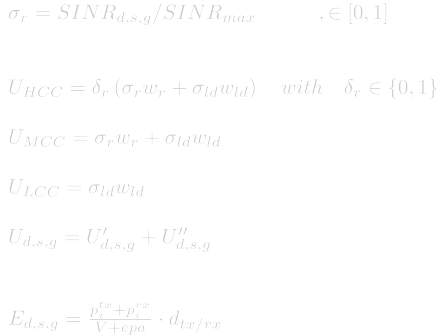 σ_r = SINR_{d,s,g}/SINR_{max} , ∈ [0, 1]
U_{HCC} = δ_r (σ_r w_r + σ_{ld} w_{ld}) with δ_r ∈ {0, 1}
U_{MCC} = σ_r w_r + σ_{ld} w_{ld}
U_{LCC} = σ_{ld} w_{ld}
U_{d,s,g} = U'_{d,s,g} + U''_{d,s,g}
E_{d,s,g} = \frac{p_i^{tx} + p_i^{rx}}{V + epa} · d_{tx/rx}